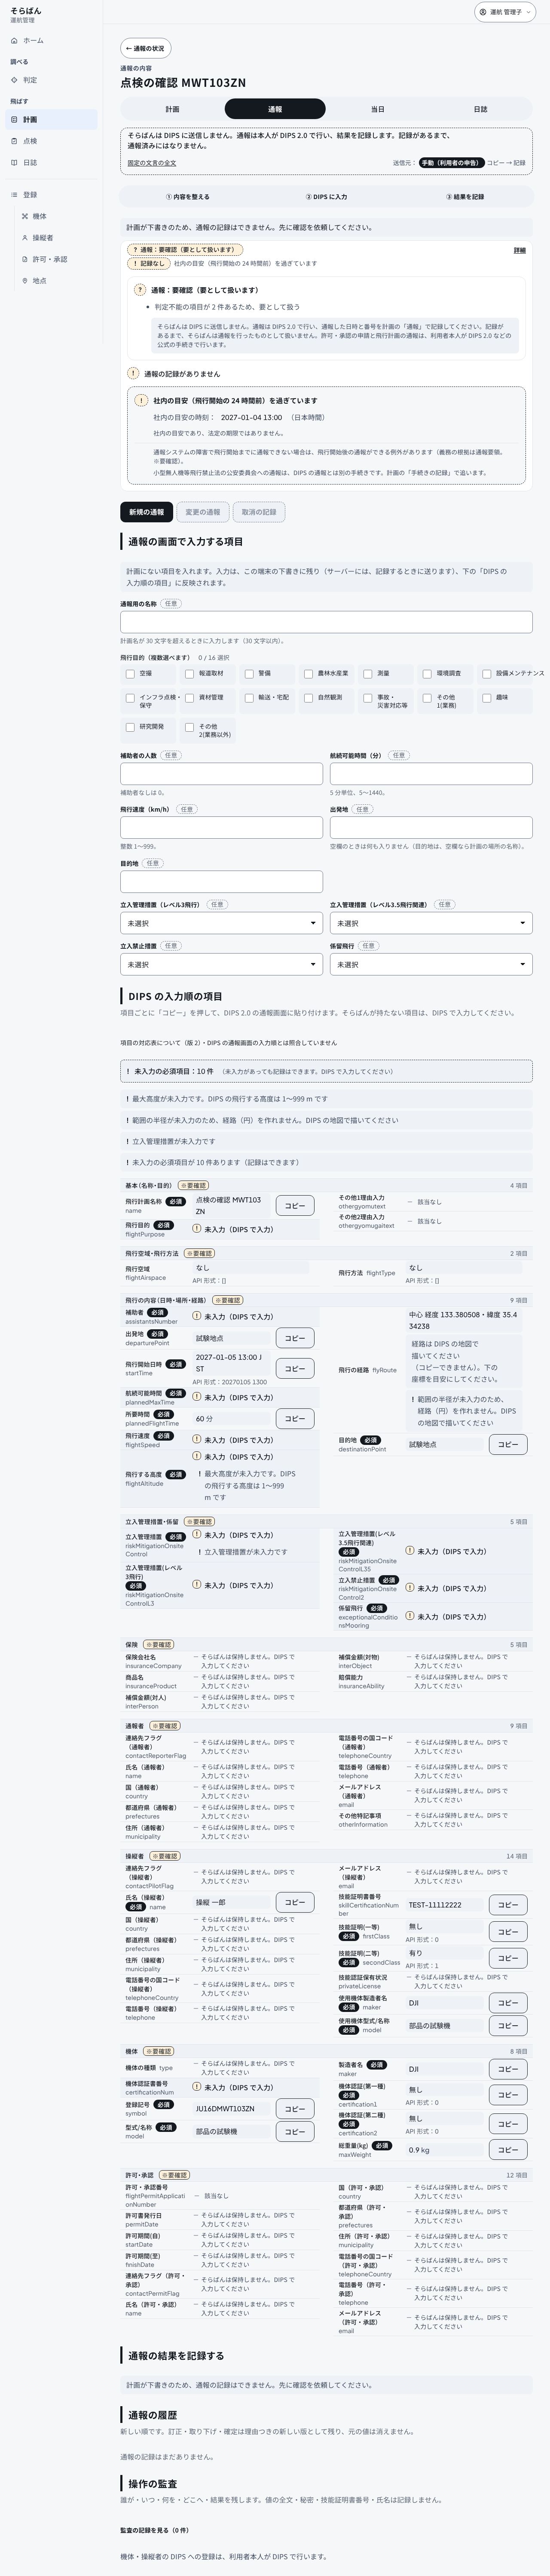 そらばん
運航管理
運航 管理子
ホーム
調べる
判定
飛ばす
計画
点検
日誌
登録
機体
操縦者
許可・承認
地点
← 通報の状況
通報の内容
点検の確認 MWT103ZN
計画
通報
当日
日誌
そらばんは DIPS に送信しません。通報は本人が DIPS 2.0 で行い、結果を記録します。記録があるまで、
通報済みにはなりません。
固定の文言の全文
送信元： 手動（利用者の申告） コピー → 記録
① 内容を整える
② DIPS に入力
③ 結果を記録
計画が下書きのため、通報の記録はできません。先に確認を依頼してください。
? 通報：要確認（要として扱います）
詳細
! 記録なし 社内の目安（飛行開始の 24 時間前）を過ぎています
? 通報：要確認（要として扱います）
• 判定不能の項目が 2 件あるため、要として扱う
そらばんは DIPS に送信しません。通報は DIPS 2.0 で行い、通報した日時と番号を計画の「通報」で記録してください。記録が
あるまで、そらばんは通報を行ったものとして扱いません。許可・承認の申請と飛行計画の通報は、利用者本人が DIPS 2.0 などの
公式の手続きで行います。
! 通報の記録がありません
! 社内の目安（飛行開始の 24 時間前）を過ぎています
社内の目安の時刻： 2027-01-04 13:00 （日本時間）
社内の目安であり、法定の期限ではありません。
通報システムの障害で飛行開始までに通報できない場合は、飛行開始後の通報ができる例外があります（義務の根拠は通報要領。
※要確認）。
小型無人機等飛行禁止法の公安委員会への通報は、DIPS の通報とは別の手続きです。計画の「手続きの記録」で追います。
新規の通報
変更の通報
取消の記録
通報の画面で入力する項目
計画にない項目を入れます。入力は、この端末の下書きに残り（サーバーには、記録するときに送ります）、下の「DIPS の
入力順の項目」に反映されます。
通報用の名称 任意
計画名が 30 文字を超えるときに入力します（30 文字以内）。
飛行目的（複数選べます） 0 / 16 選択
空撮
報道取材
警備
農林水産業
測量
環境調査
設備メンテナンス
インフラ点検・
保守
資材管理
輸送・宅配
自然観測
事故・
災害対応等
その他
1(業務)
趣味
研究開発
その他
2(業務以外)
補助者の人数 任意
航続可能時間（分） 任意
補助者なしは 0。
5 分単位、5〜1440。
飛行速度（km/h） 任意
出発地 任意
整数 1〜999。
空欄のときは何も入りません（目的地は、空欄なら計画の場所の名称）。
目的地 任意
立入管理措置（レベル3飛行） 任意
立入管理措置（レベル3.5飛行関連） 任意
未選択
未選択
立入禁止措置 任意
係留飛行 任意
未選択
未選択
DIPS の入力順の項目
項目ごとに「コピー」を押して、DIPS 2.0 の通報画面に貼り付けます。そらばんが持たない項目は、DIPS で入力してください。
項目の対応表について（版 2）・DIPS の通報画面の入力順とは照合していません
! 未入力の必須項目：10 件 （未入力があっても記録はできます。DIPS で入力してください）
! 最大高度が未入力です。DIPS の飛行する高度は 1〜999 m です
! 範囲の半径が未入力のため、経路（円）を作れません。DIPS の地図で描いてください
! 立入管理措置が未入力です
! 未入力の必須項目が 10 件あります（記録はできます）
基本（名称・目的） ※要確認
4 項目
飛行計画名称 必須
name
点検の確認 MWT103
ZN
コピー
飛行目的 必須
flightPurpose
! 未入力（DIPS で入力）
その他1理由入力
othergyomutext
— 該当なし
その他2理由入力
othergyomugaitext
— 該当なし
飛行空域・飛行方法 ※要確認
2 項目
飛行空域
flightAirspace
なし
API 形式：[]
飛行方法 flightType
なし
API 形式：[]
飛行の内容（日時・場所・経路） ※要確認
9 項目
補助者 必須
assistantsNumber
! 未入力（DIPS で入力）
出発地 必須
departurePoint
試験地点
コピー
飛行開始日時 必須
startTime
2027-01-05 13:00 J
ST
コピー
API 形式：20270105 1300
航続可能時間 必須
plannedMaxTime
! 未入力（DIPS で入力）
所要時間 必須
plannedFlightTime
60 分
コピー
飛行速度 必須
flightSpeed
! 未入力（DIPS で入力）
飛行する高度 必須
flightAltitude
! 未入力（DIPS で入力）
! 最大高度が未入力です。DIPS
の飛行する高度は 1〜999
m です
飛行の経路 flyRoute
中心 経度 133.380508・緯度 35.4
34238
経路は DIPS の地図で
描いてください
（コピーできません）。下の
座標を目安にしてください。
! 範囲の半径が未入力のため、
経路（円）を作れません。DIPS
の地図で描いてください
目的地 必須
destinationPoint
試験地点
コピー
立入管理措置・係留 ※要確認
5 項目
立入管理措置 必須
riskMitigationOnsite
Control
! 未入力（DIPS で入力）
! 立入管理措置が未入力です
立入管理措置(レベル
3飛行)
必須
riskMitigationOnsite
ControlL3
! 未入力（DIPS で入力）
立入管理措置(レベル
3.5飛行関連)
必須
riskMitigationOnsite
ControlL35
! 未入力（DIPS で入力）
立入禁止措置 必須
riskMitigationOnsite
Control2
! 未入力（DIPS で入力）
係留飛行 必須
exceptionalConditio
nsMooring
! 未入力（DIPS で入力）
保険 ※要確認
5 項目
保険会社名
insuranceCompany
— そらばんは保持しません。DIPS で
入力してください
商品名
insuranceProduct
— そらばんは保持しません。DIPS で
入力してください
補償金額(対人)
interPerson
— そらばんは保持しません。DIPS で
入力してください
補償金額(対物)
interObject
— そらばんは保持しません。DIPS で
入力してください
賠償能力
insuranceAbility
— そらばんは保持しません。DIPS で
入力してください
通報者 ※要確認
9 項目
連絡先フラグ
（通報者）
contactReporterFlag
— そらばんは保持しません。DIPS で
入力してください
氏名（通報者）
name
— そらばんは保持しません。DIPS で
入力してください
国（通報者）
country
— そらばんは保持しません。DIPS で
入力してください
都道府県（通報者）
prefectures
— そらばんは保持しません。DIPS で
入力してください
住所（通報者）
municipality
— そらばんは保持しません。DIPS で
入力してください
電話番号の国コード
（通報者）
telephoneCountry
— そらばんは保持しません。DIPS で
入力してください
電話番号（通報者）
telephone
— そらばんは保持しません。DIPS で
入力してください
メールアドレス
（通報者）
email
— そらばんは保持しません。DIPS で
入力してください
その他特記事項
otherInformation
— そらばんは保持しません。DIPS で
入力してください
操縦者 ※要確認
14 項目
連絡先フラグ
（操縦者）
contactPilotFlag
— そらばんは保持しません。DIPS で
入力してください
氏名（操縦者）
必須 name
操縦 一郎
コピー
国（操縦者）
country
— そらばんは保持しません。DIPS で
入力してください
都道府県（操縦者）
prefectures
— そらばんは保持しません。DIPS で
入力してください
住所（操縦者）
municipality
— そらばんは保持しません。DIPS で
入力してください
電話番号の国コード
（操縦者）
telephoneCountry
— そらばんは保持しません。DIPS で
入力してください
電話番号（操縦者）
telephone
— そらばんは保持しません。DIPS で
入力してください
メールアドレス
（操縦者）
email
— そらばんは保持しません。DIPS で
入力してください
技能証明書番号
skillCertificationNum
ber
TEST-11112222
コピー
技能証明(一等)
必須 firstClass
無し
API 形式：0
コピー
技能証明(二等)
必須 secondClass
有り
API 形式：1
コピー
技能認証保有状況
privateLicense
— そらばんは保持しません。DIPS で
入力してください
使用機体製造者名
必須 maker
DJI
コピー
使用機体型式/名称
必須 model
部品の試験機
コピー
機体 ※要確認
8 項目
機体の種類 type
— そらばんは保持しません。DIPS で
入力してください
機体認証書番号
certificationNum
! 未入力（DIPS で入力）
登録記号 必須
symbol
JU16DMWT103ZN
コピー
型式/名称 必須
model
部品の試験機
コピー
製造者名 必須
maker
DJI
コピー
機体認証(第一種)
必須
certification1
無し
API 形式：0
コピー
機体認証(第二種)
必須
certification2
無し
API 形式：0
コピー
総重量(kg) 必須
maxWeight
0.9 kg
コピー
許可・承認 ※要確認
12 項目
許可・承認番号
flightPermitApplicati
onNumber
— 該当なし
許可書発行日
permitDate
— そらばんは保持しません。DIPS で
入力してください
許可期間(自)
startDate
— そらばんは保持しません。DIPS で
入力してください
許可期間(至)
finishDate
— そらばんは保持しません。DIPS で
入力してください
連絡先フラグ（許可・
承認）
contactPermitFlag
— そらばんは保持しません。DIPS で
入力してください
氏名（許可・承認）
name
— そらばんは保持しません。DIPS で
入力してください
国（許可・承認）
country
— そらばんは保持しません。DIPS で
入力してください
都道府県（許可・
承認）
prefectures
— そらばんは保持しません。DIPS で
入力してください
住所（許可・承認）
municipality
— そらばんは保持しません。DIPS で
入力してください
電話番号の国コード
（許可・承認）
telephoneCountry
— そらばんは保持しません。DIPS で
入力してください
電話番号（許可・
承認）
telephone
— そらばんは保持しません。DIPS で
入力してください
メールアドレス
（許可・承認）
email
— そらばんは保持しません。DIPS で
入力してください
通報の結果を記録する
計画が下書きのため、通報の記録はできません。先に確認を依頼してください。
通報の履歴
新しい順です。訂正・取り下げ・確定は理由つきの新しい版として残り、元の値は消えません。
通報の記録はまだありません。
操作の監査
誰が・いつ・何を・どこへ・結果を残します。値の全文・秘密・技能証明書番号・氏名は記録しません。
監査の記録を見る（0 件）
機体・操縦者の DIPS への登録は、利用者本人が DIPS で行います。